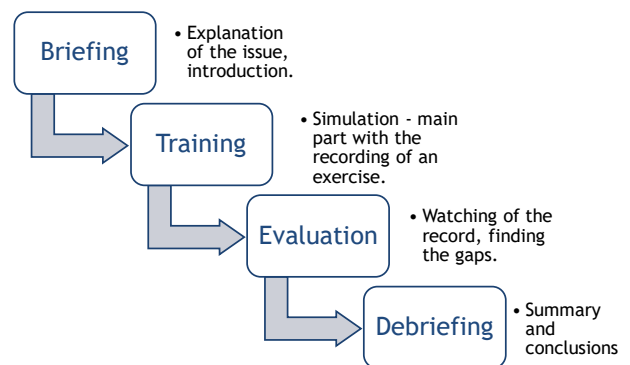 Briefing
• Explanation
of the issue,
introduction.
Training
• Simulation - main
part with the
recording of an
exercise.
Evaluation
• Watching of the
record, finding
the gaps.
Debriefing
• Summary
and
conclusions